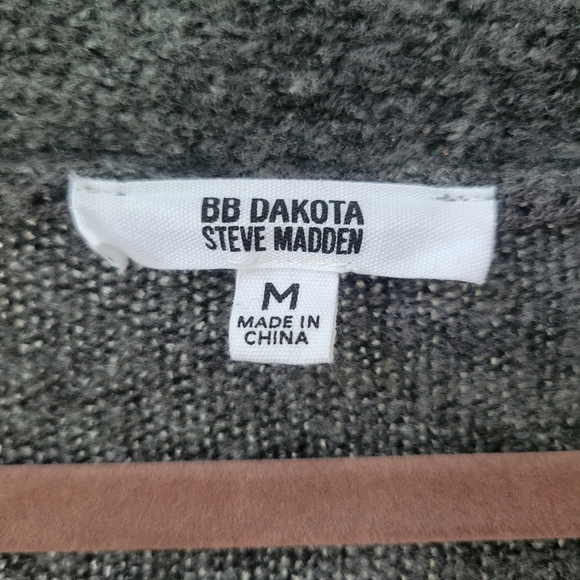 BB DAKOTA
STEVE MADDEN
M
MADE IN
CHINA